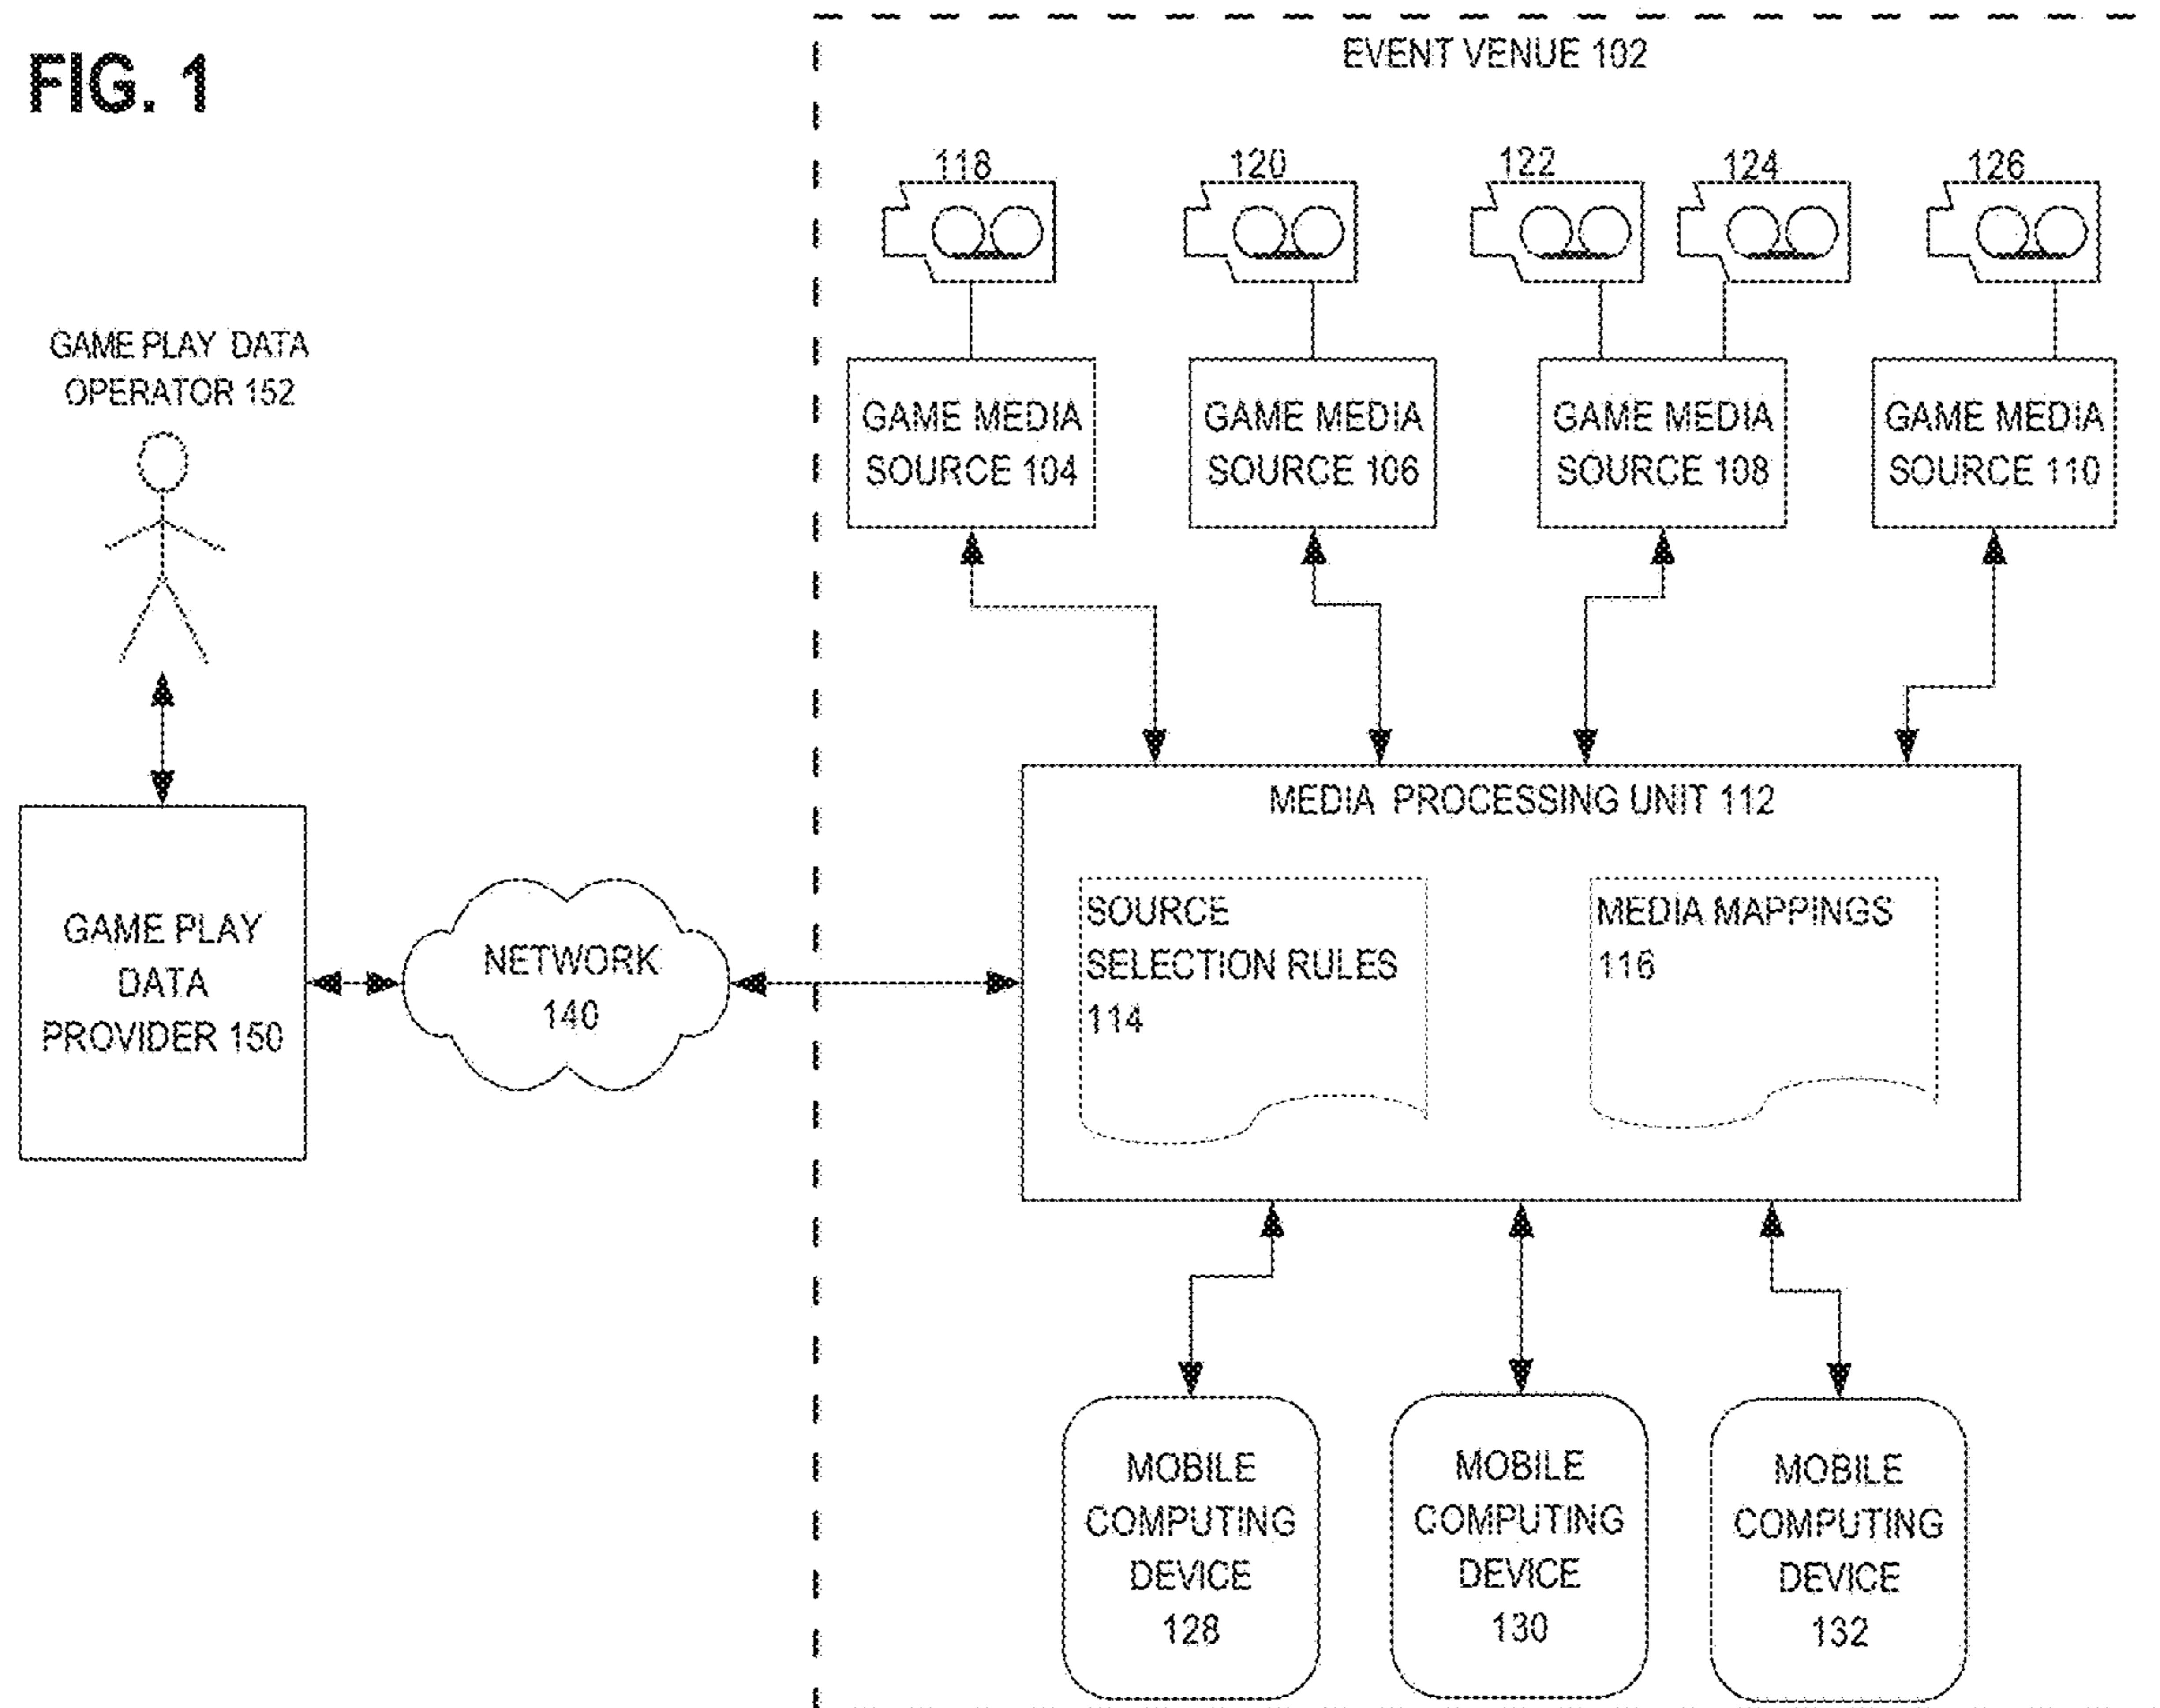 FIG. 1
EVENT VENUE 102
118
120
122
124
126
GAME PLAY DATA
OPERATOR 152
GAME MEDIA
SOURCE 104
GAME MEDIA
SOURCE 106
GAME MEDIA
SOURCE 108
GAME MEDIA
SOURCE 110
MEDIA PROCESSING UNIT 112
SOURCE
SELECTION RULES
114
MEDIA MAPPINGS
116
GAME PLAY
DATA
PROVIDER 150
NETWORK
140
MOBILE
COMPUTING
DEVICE
128
MOBILE
COMPUTING
DEVICE
130
MOBILE
COMPUTING
DEVICE
132